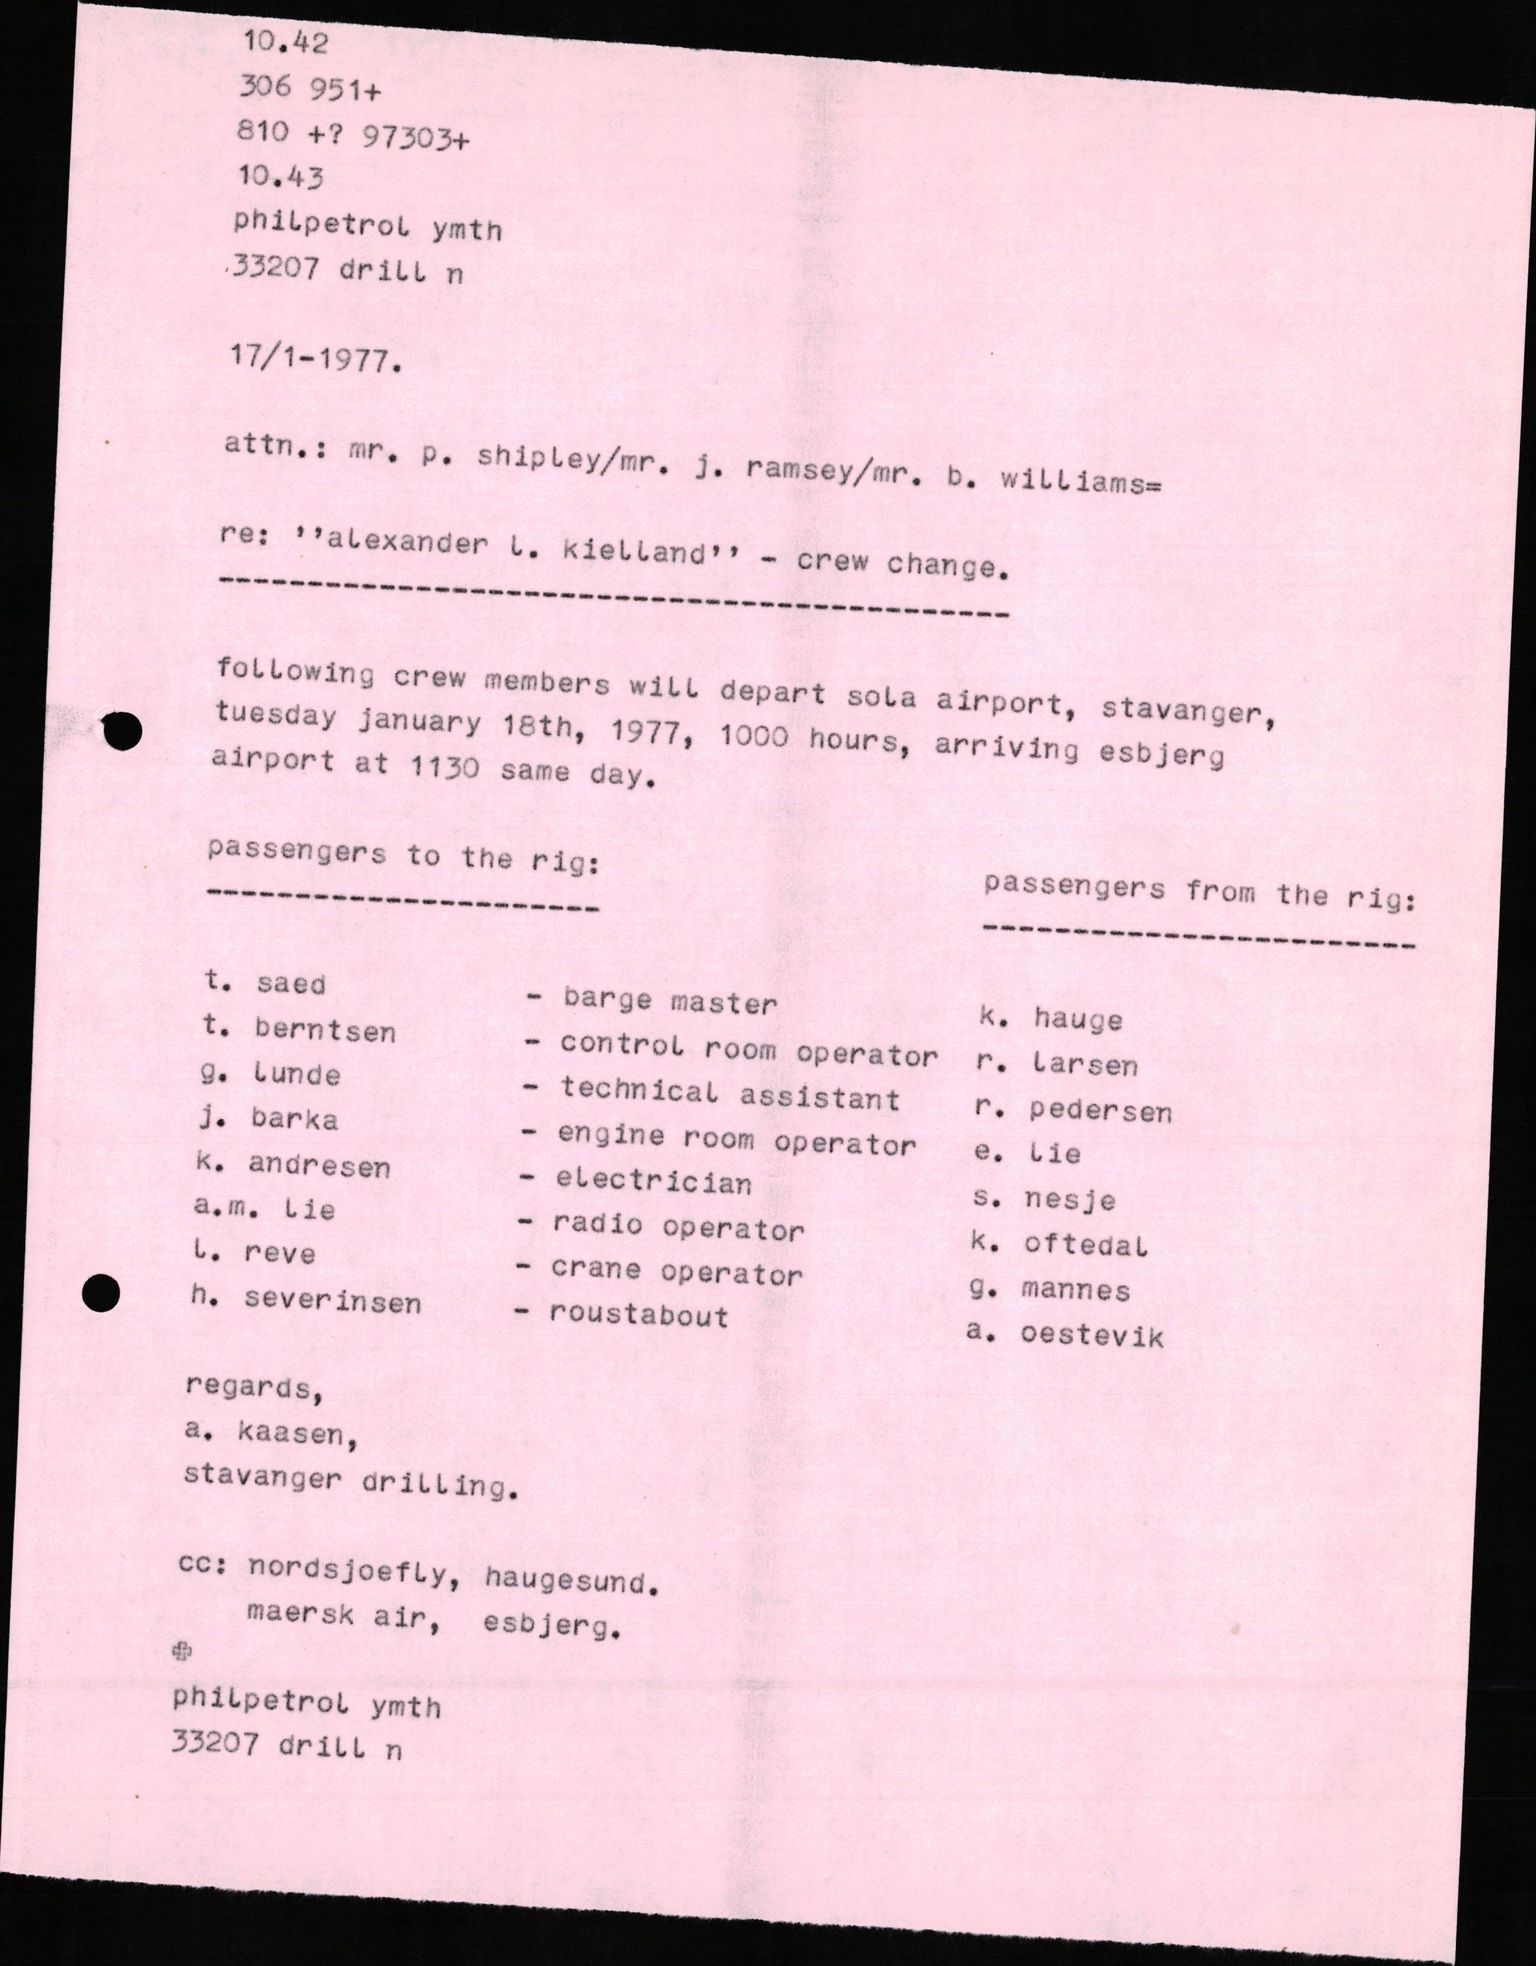 10.42
306 951+
810 +? 97303+
10.43
philpetrol ymth
33207 drill n
17/1-1977.
attn.: mr. p. shipley/mr. j. ramsey/mr. b. williams=
re: ''alexander l. kielland'' - crew change.
--------------------------------------------
following crew members will depart sola airport, stavanger,
tuesday january 18th, 1977, 1000 hours, arriving esbjerg
airport at 1130 same day.
passengers to the rig: passengers from the rig:
---------------------- ------------------------
t. saed - barge master k. hauge
t. berntsen - control room operator r. larsen
g. lunde - technical assistant r. pedersen
j. barka - engine room operator e. lie
k. andresen - electrician s. nesje
a.m. lie - radio operator k. oftedal
l. reve - crane operator g. mannes
h. severinsen - roustabout a. oestevik
regards,
a. kaasen,
stavanger drilling.
cc: nordsjoefly, haugesund.
maersk air, esbjerg.
✠
philpetrol ymth
33207 drill n